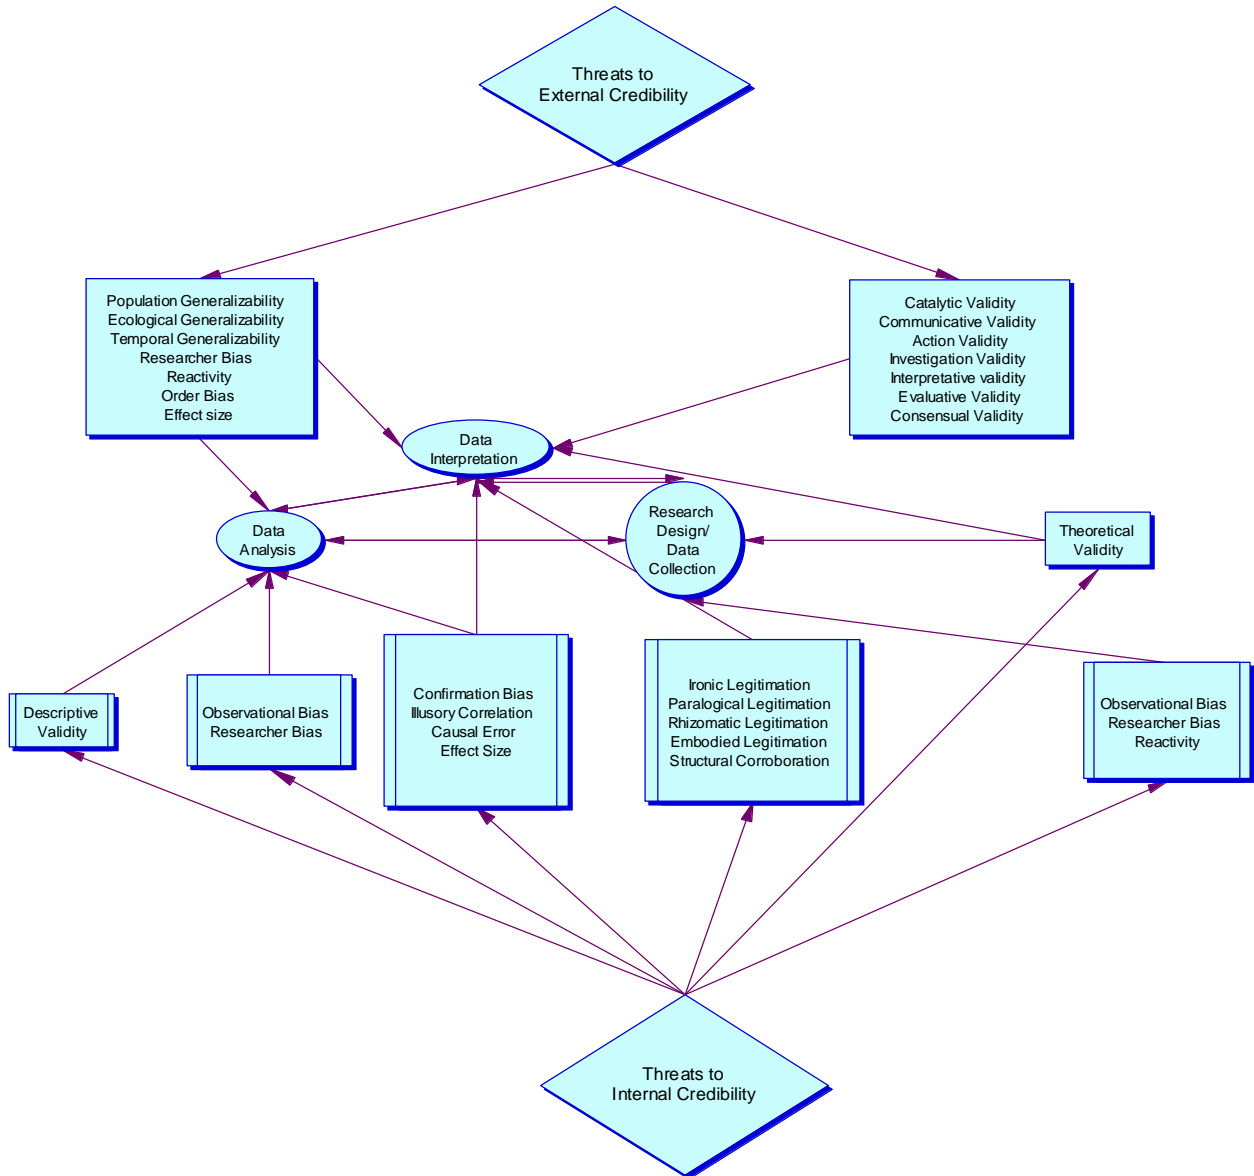 Threats to
External Credibility
Population Generalizability
Ecological Generalizability
Temporal Generalizability
Researcher Bias
Reactivity
Order Bias
Effect size
Catalytic Validity
Communicative Validity
Action Validity
Investigation Validity
Interpretative validity
Evaluative Validity
Consensual Validity
Data
Interpretation
Data
Analysis
Research
Design/
Data
Collection
Theoretical
Validity
Descriptive
Validity
Observational Bias
Researcher Bias
Confirmation Bias
Illusory Correlation
Causal Error
Effect Size
Ironic Legitimation
Paralogical Legitimation
Rhizomatic Legitimation
Embodied Legitimation
Structural Corroboration
Observational Bias
Researcher Bias
Reactivity
Threats to
Internal Credibility